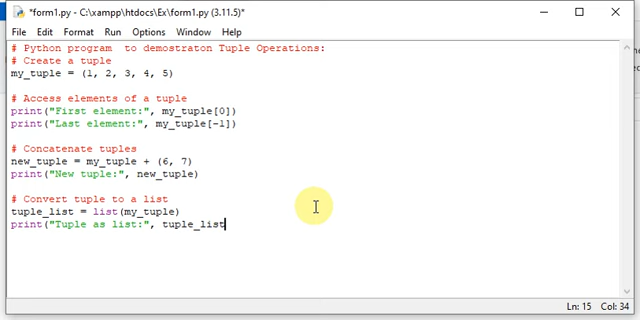 *form1.py - C:\xampp\htdocs\Ex\form1.py (3.11.5)*
File Edit Format Run Options Window Help
# Python program  to demostraton Tuple Operations:
# Create a tuple
my_tuple = (1, 2, 3, 4, 5)
# Access elements of a tuple
print("First element:", my_tuple[0])
print("Last element:", my_tuple[-1])
# Concatenate tuples
new_tuple = my_tuple + (6, 7)
print("New tuple:", new_tuple)
# Convert tuple to a list
tuple_list = list(my_tuple)
print("Tuple as list:", tuple_list
Ln: 15 Col: 34